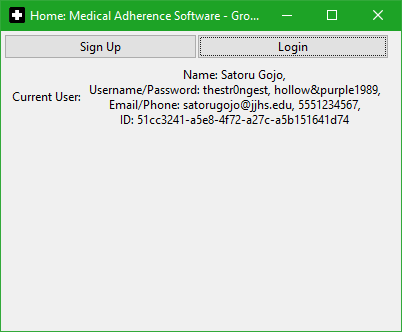 Home: Medical Adherence Software - Gro...
Sign Up
Login
Current User:
Name: Satoru Gojo,
Username/Password: thestr0ngest, hollow&purple1989,
Email/Phone: satorugojo@jjhs.edu, 5551234567,
ID: 51cc3241-a5e8-4f72-a27c-a5b151641d74